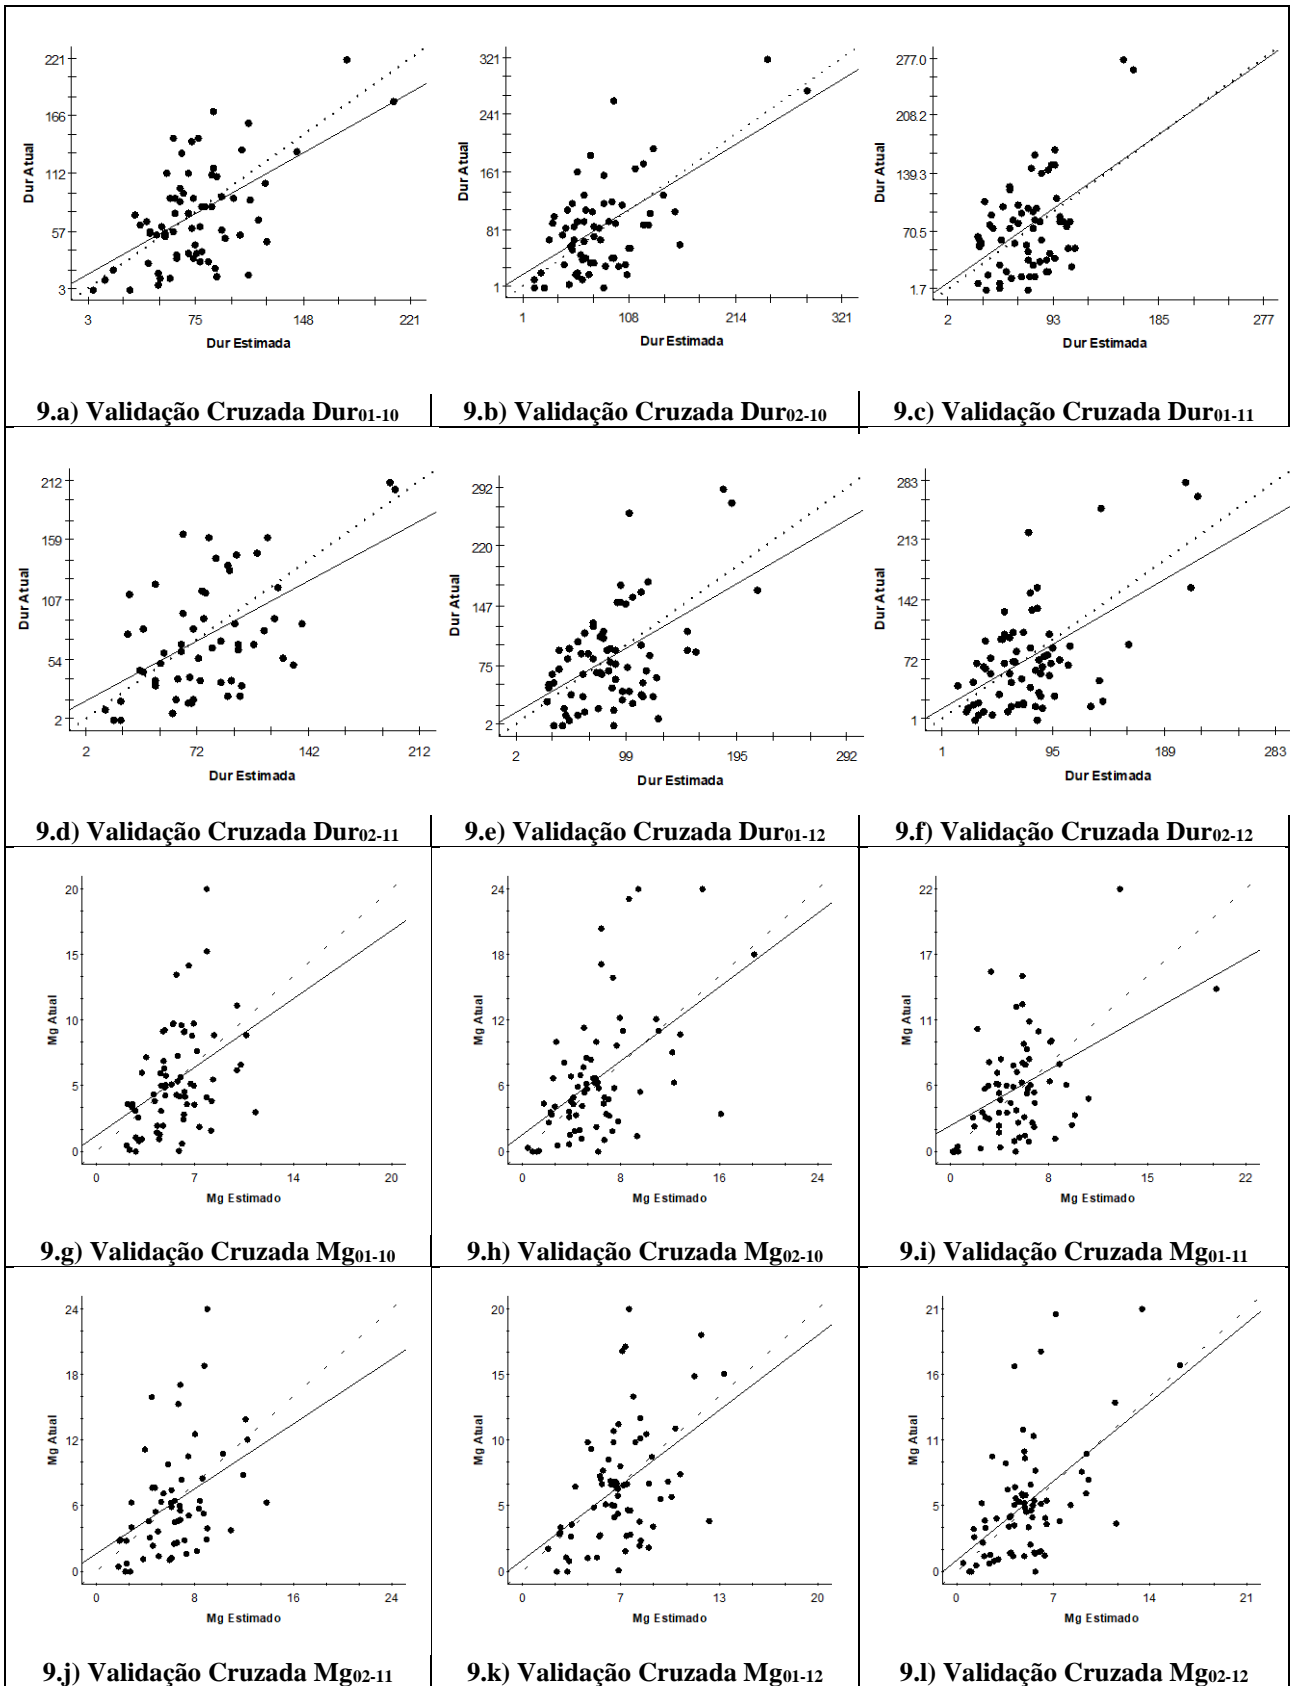 221
166
112
57
3
Dur Atual
3 75 148 221
Dur Estimada
321
241
161
81
1
Dur Atual
1 108 214 321
Dur Estimada
277.0
208.2
139.3
70.5
1.7
Dur Atual
2 93 185 277
Dur Estimada
9.a) Validação Cruzada Dur01-10
9.b) Validação Cruzada Dur02-10
9.c) Validação Cruzada Dur01-11
212
159
107
54
2
Dur Atual
2 72 142 212
Dur Estimada
292
220
147
75
2
Dur Atual
2 99 195 292
Dur Estimada
283
213
142
72
1
Dur Atual
1 95 189 283
Dur Estimada
9.d) Validação Cruzada Dur02-11
9.e) Validação Cruzada Dur01-12
9.f) Validação Cruzada Dur02-12
20
15
10
5
0
Mg Atual
0 7 14 20
Mg Estimado
24
18
12
6
0
Mg Atual
0 8 16 24
Mg Estimado
22
17
11
6
0
Mg Atual
0 8 15 22
Mg Estimado
9.g) Validação Cruzada Mg01-10
9.h) Validação Cruzada Mg02-10
9.i) Validação Cruzada Mg01-11
24
18
12
6
0
Mg Atual
0 8 16 24
Mg Estimado
20
15
10
5
0
Mg Atual
0 7 13 20
Mg Estimado
21
16
11
5
0
Mg Atual
0 7 14 21
Mg Estimado
9.j) Validação Cruzada Mg02-11
9.k) Validação Cruzada Mg01-12
9.l) Validação Cruzada Mg02-12